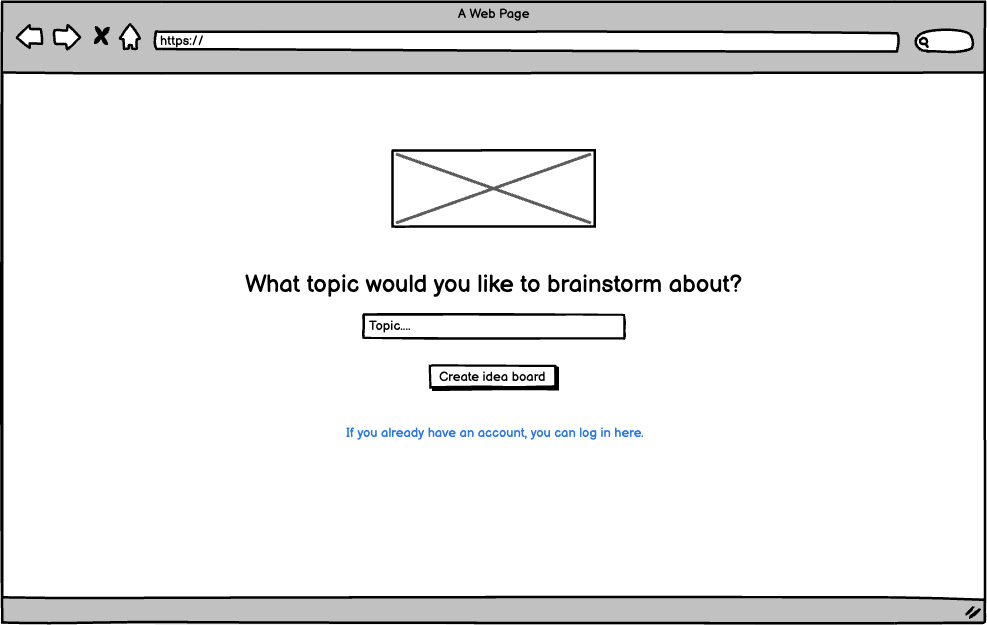 A Web Page
https://
What topic would you like to brainstorm about?
Topic....
Create idea board
If you already have an account, you can log in here.